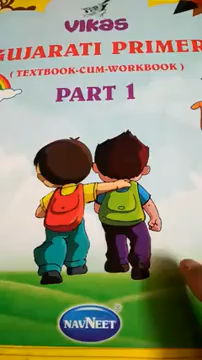 VIKAS
GUJARATI PRIMER
( TEXTBOOK-CUM-WORKBOOK )
PART 1
NAVNEET